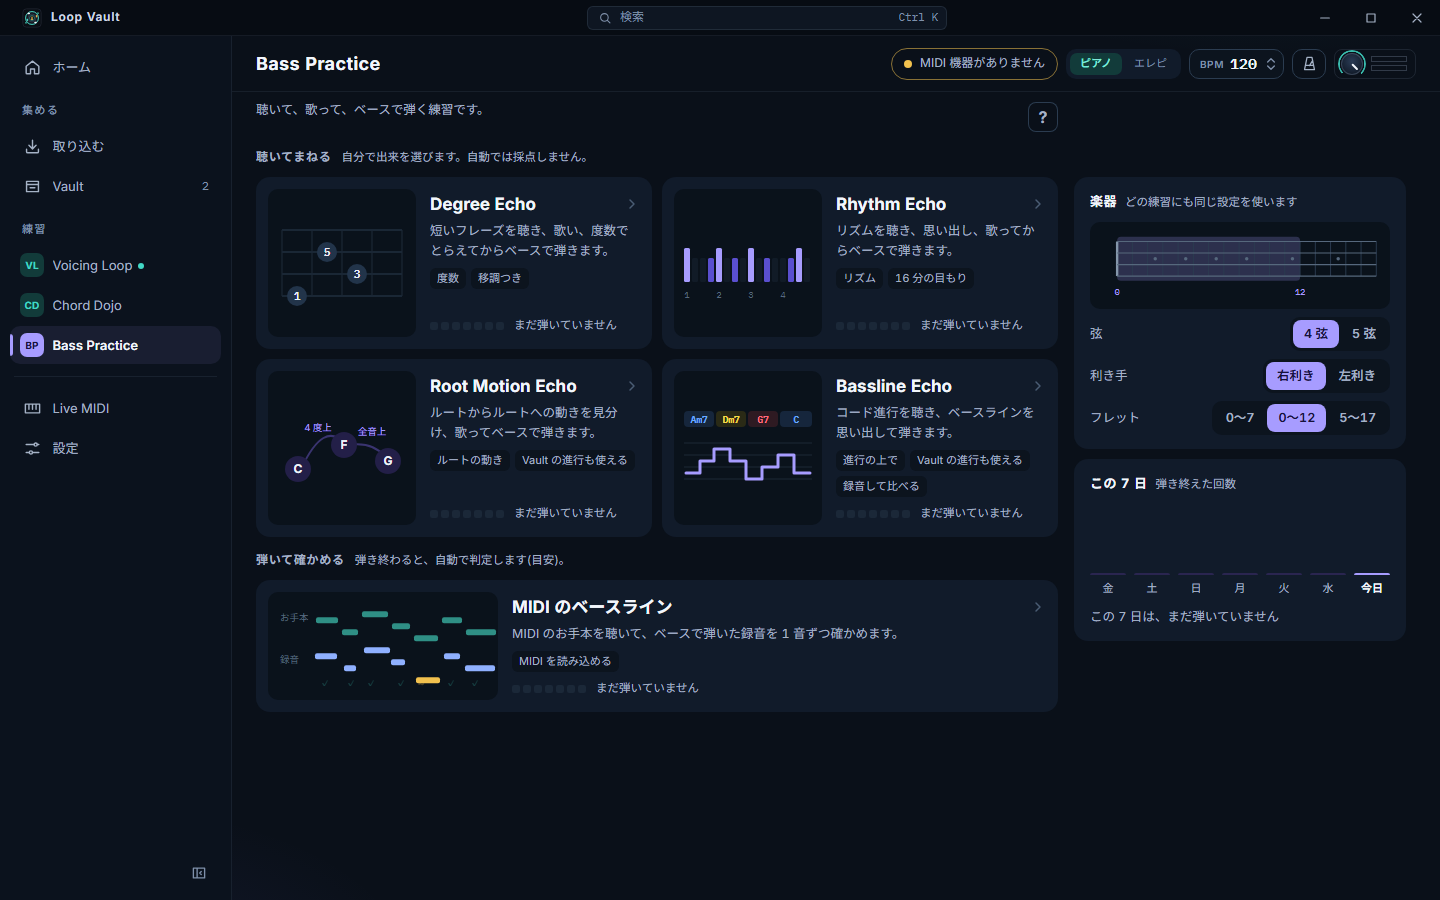 Loop Vault
検索 Ctrl K
ホーム
集める
取り込む
Vault 2
練習
VL Voicing Loop
CD Chord Dojo
BP Bass Practice
Live MIDI
設定
Bass Practice
MIDI 機器がありません
ピアノ エレピ
BPM 120
聴いて、歌って、ベースで弾く練習です。
?
聴いてまねる 自分で出来を選びます。自動では採点しません。
5
3
1
Degree Echo
短いフレーズを聴き、歌い、度数で
とらえてからベースで弾きます。
度数 移調つき
まだ弾いていません
1 2 3 4
Rhythm Echo
リズムを聴き、思い出し、歌ってか
らベースで弾きます。
リズム 16 分の目もり
まだ弾いていません
4 度上 全音上
C F G
Root Motion Echo
ルートからルートへの動きを見分
け、歌ってベースで弾きます。
ルートの動き Vault の進行も使える
まだ弾いていません
Am7 Dm7 G7 C
Bassline Echo
コード進行を聴き、ベースラインを
思い出して弾きます。
進行の上で Vault の進行も使える
録音して比べる
まだ弾いていません
弾いて確かめる 弾き終わると、自動で判定します(目安)。
お手本
録音
MIDI のベースライン
MIDI のお手本を聴いて、ベースで弾いた録音を 1 音ずつ確かめます。
MIDI を読み込める
まだ弾いていません
楽器 どの練習にも同じ設定を使います
0 12
弦 4 弦 5 弦
利き手 右利き 左利き
フレット 0〜7 0〜12 5〜17
この 7 日 弾き終えた回数
金 土 日 月 火 水 今日
この 7 日は、まだ弾いていません